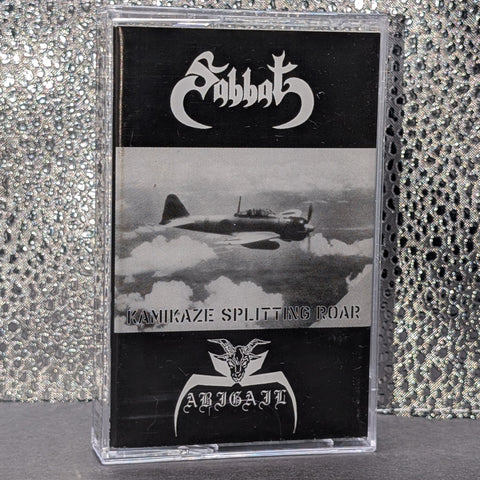 Sabbat
KAMIKAZE SPLITTING ROAR
ABIGAIL